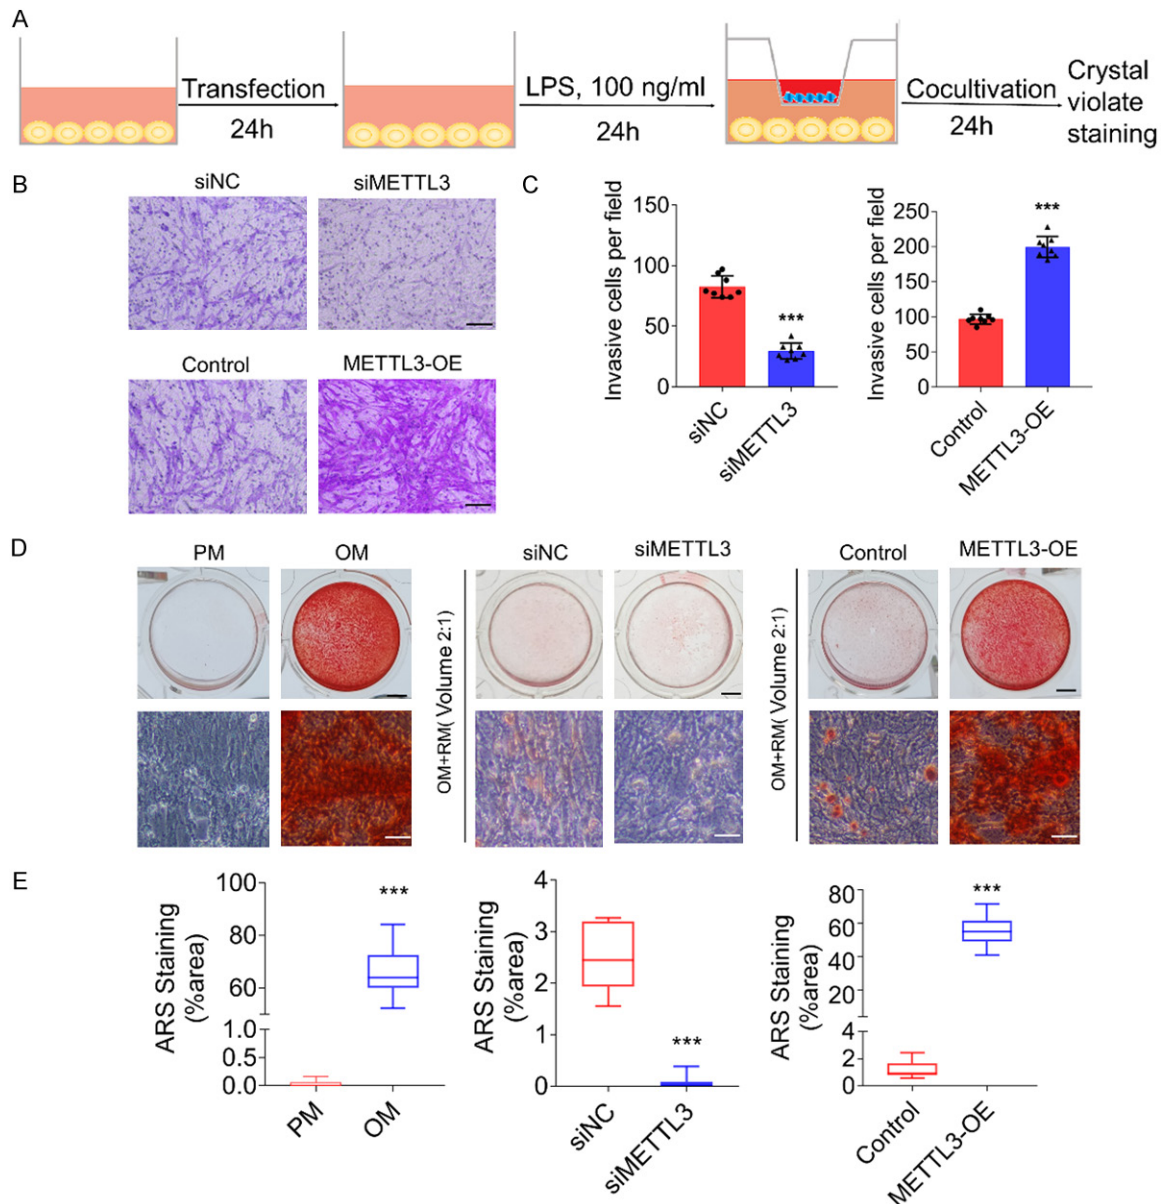 A
Transfection
24h
LPS, 100 ng/ml
24h
Cocultivation
24h
Crystal
violate
staining
B
siNC
siMETTL3
Control
METTL3-OE
C
Invasive cells per field
150
100
50
0
***
siNC
siMETTL3
Invasive cells per field
250
200
150
100
50
0
***
Control
METTL3-OE
D
PM
OM
OM+RM( Volume 2:1)
siNC
siMETTL3
OM+RM( Volume 2:1)
Control
METTL3-OE
E
ARS Staining
(%area)
100
80
60
1.0
0.5
0.0
***
PM
OM
ARS Staining
(%area)
4
3
2
1
0
***
siNC
siMETTL3
ARS Staining
(%area)
80
60
40
20
4
2
0
***
Control
METTL3-OE